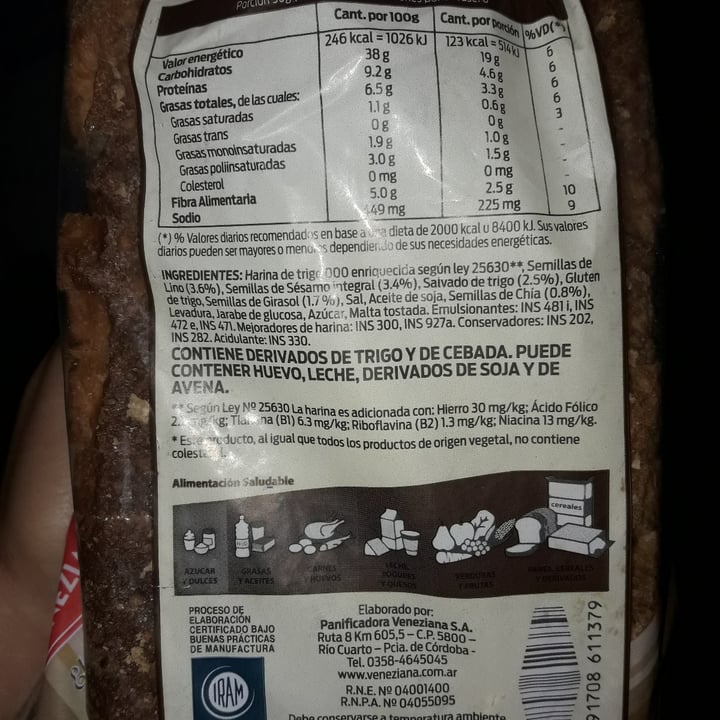 Porción 50g
Cant. por 100g Cant. por porción %VD(*)
Valor energético 246 kcal = 1026 kJ 123 kcal = 514 kJ 6
Carbohidratos 38 g 19 g 6
Proteínas 9.2 g 4.6 g 6
Grasas totales, de las cuales: 6.5 g 3.3 g 6
Grasas saturadas 1.1 g 0.6 g 3
Grasas trans 0 g 0 g -
Grasas monoinsaturadas 1.9 g 1.0 g -
Grasas poliinsaturadas 3.0 g 1.5 g -
Colesterol 0 mg 0 mg -
Fibra Alimentaria 5.0 g 2.5 g 10
Sodio 449 mg 225 mg 9
(*) % Valores diarios recomendados en base a una dieta de 2000 kcal u 8400 kJ. Sus valores
diarios pueden ser mayores o menores dependiendo de sus necesidades energéticas.
INGREDIENTES: Harina de trigo 000 enriquecida según ley 25630**, Semillas de
Lino (3.6%), Semillas de Sésamo integral (3.4%), Salvado de trigo (2.5%), Gluten
de trigo, Semillas de Girasol (1.7%), Sal, Aceite de soja, Semillas de Chía (0.8%),
Levadura, Jarabe de glucosa, Azúcar, Malta tostada. Emulsionantes: INS 481 i, INS
472 e, INS 471. Mejoradores de harina: INS 300, INS 927a. Conservadores: INS 202,
INS 282. Acidulante: INS 330.
CONTIENE DERIVADOS DE TRIGO Y DE CEBADA. PUEDE
CONTENER HUEVO, LECHE, DERIVADOS DE SOJA Y DE
AVENA.
** Según Ley Nº 25630 La harina es adicionada con: Hierro 30 mg/kg; Ácido Fólico
mg/kg; Tiamina (B1) 6.3 mg/kg; Riboflavina (B2) 1.3 mg/kg; Niacina 13 mg/kg.
* Este producto, al igual que todos los productos de origen vegetal, no contiene
colesterol.
Alimentación Saludable
cereales
AZUCAR
Y DULCES
GRASAS
Y ACEITES
CARNES
Y HUEVOS
LECHE,
YOGURES
Y QUESOS
VERDURAS
Y FRUTAS
PANES, CEREALES
Y DERIVADOS
PROCESO DE
ELABORACIÓN
CERTIFICADO BAJO
BUENAS PRÁCTICAS
DE MANUFACTURA
IRAM
Elaborado por:
Panificadora Veneziana S.A.
Ruta 8 Km 605,5 – C.P. 5800 –
Río Cuarto – Pcia. de Córdoba -
Tel. 0358-4645045
www.veneziana.com.ar
R.N.E. Nº 04001400
R.N.P.A. Nº 04055095
Debe conservarse a temperatura ambiente
91708 611379